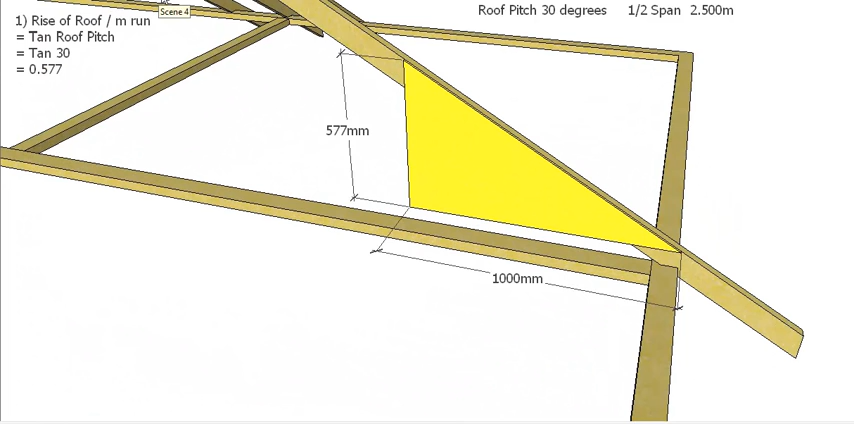 Scene 4
Roof Pitch 30 degrees 1/2 Span 2.500m
1) Rise of Roof / m run
= Tan Roof Pitch
= Tan 30
= 0.577
577mm
1000mm